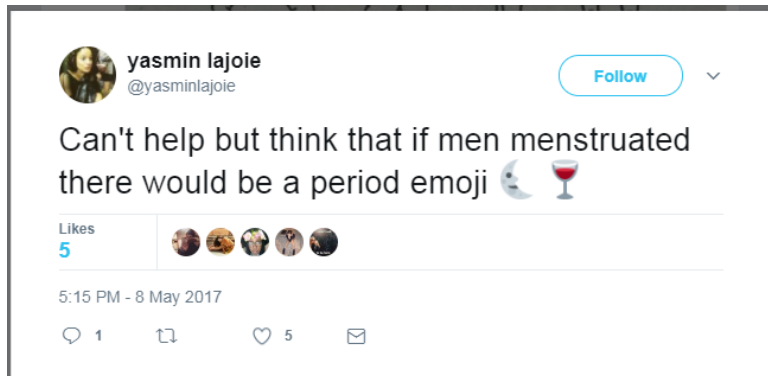 yasmin lajoie
@yasminlajoie
Follow
Can't help but think that if men menstruated
there would be a period emoji 🌜 🍷
Likes
5
5:15 PM - 8 May 2017
1
5